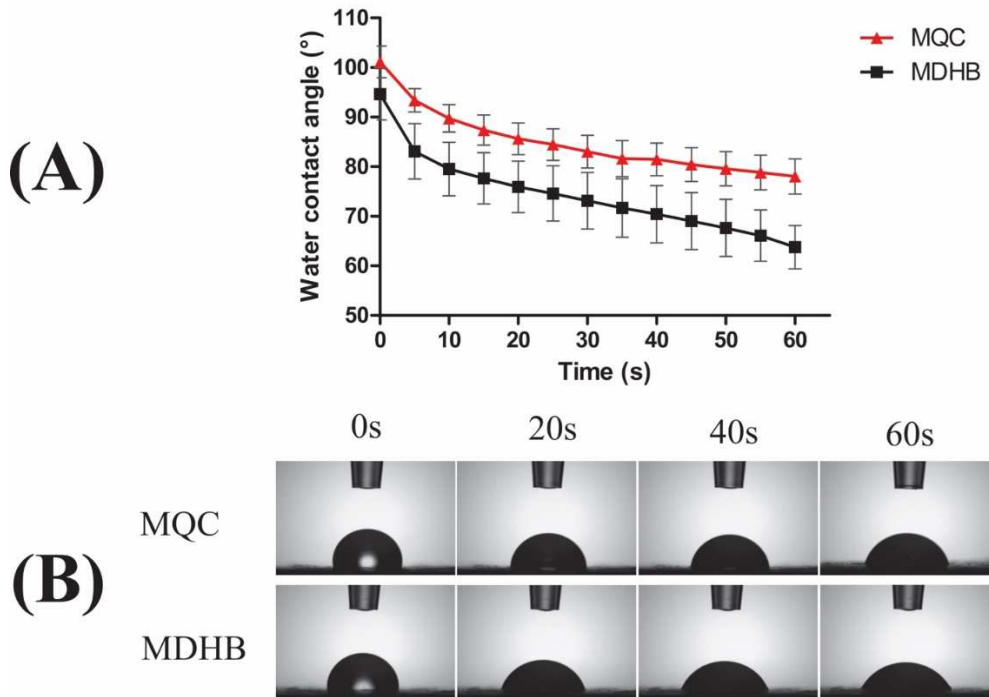 (A)
Water contact angle (°)
110
100
90
80
70
60
50
0 10 20 30 40 50 60
Time (s)
MQC
MDHB
(B)
0s 20s 40s 60s
MQC
MDHB